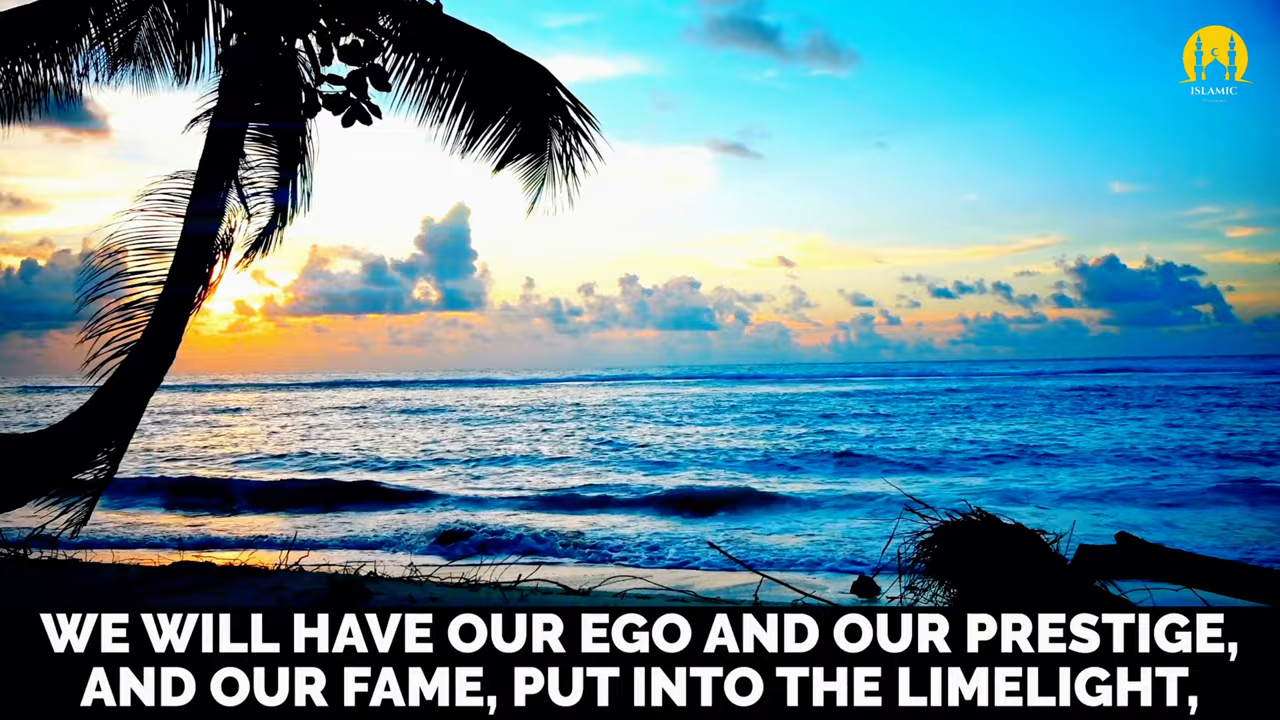 ISLAMIC
WE WILL HAVE OUR EGO AND OUR PRESTIGE,
AND OUR FAME, PUT INTO THE LIMELIGHT,